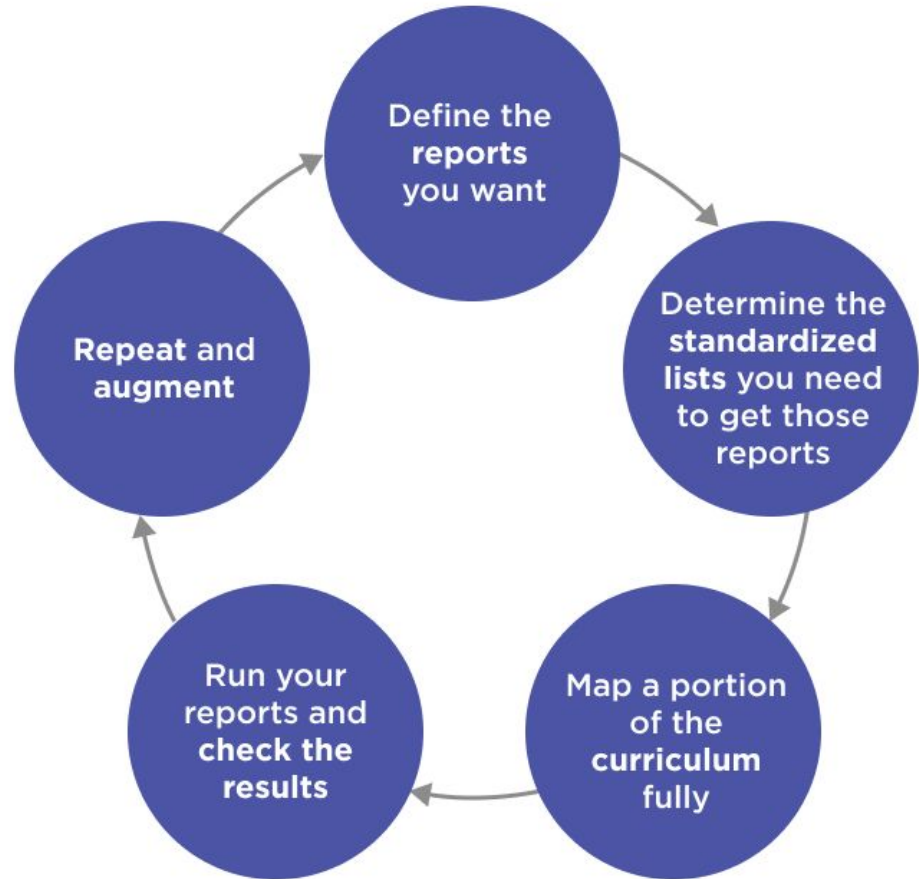 Define the
reports
you want
Determine the
standardized
lists you need
to get those
reports
Map a portion
of the
curriculum
fully
Run your
reports and
check the
results
Repeat and
augment